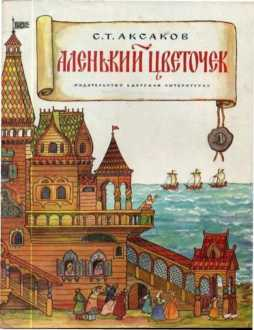 С.Т.АКСАКОВ
АЛЕНЬКИЙ ЦВЕТОЧЕК
ИЗДАТЕЛЬСТВО «ДЕТСКАЯ ЛИТЕРАТУРА»